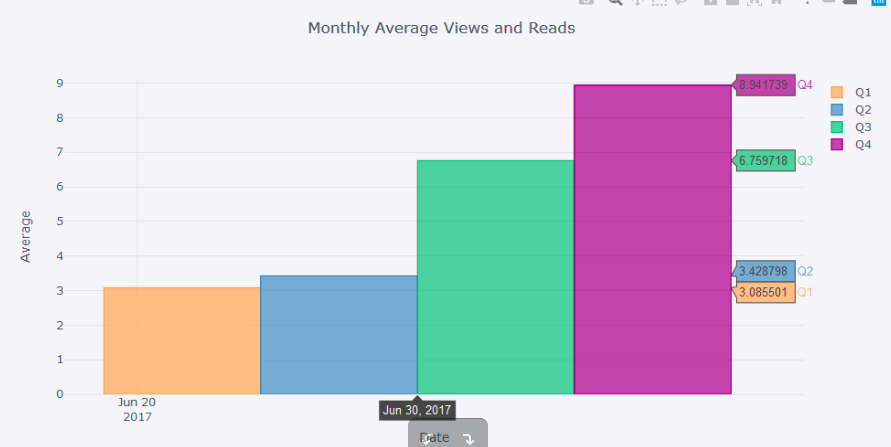 Monthly Average Views and Reads
9
8
7
6
5
4
3
2
1
0
Average
8.941739 Q4
6.759718 Q3
3.428798 Q2
3.085501 Q1
Q1
Q2
Q3
Q4
Jun 20
2017
Jun 30, 2017
Date